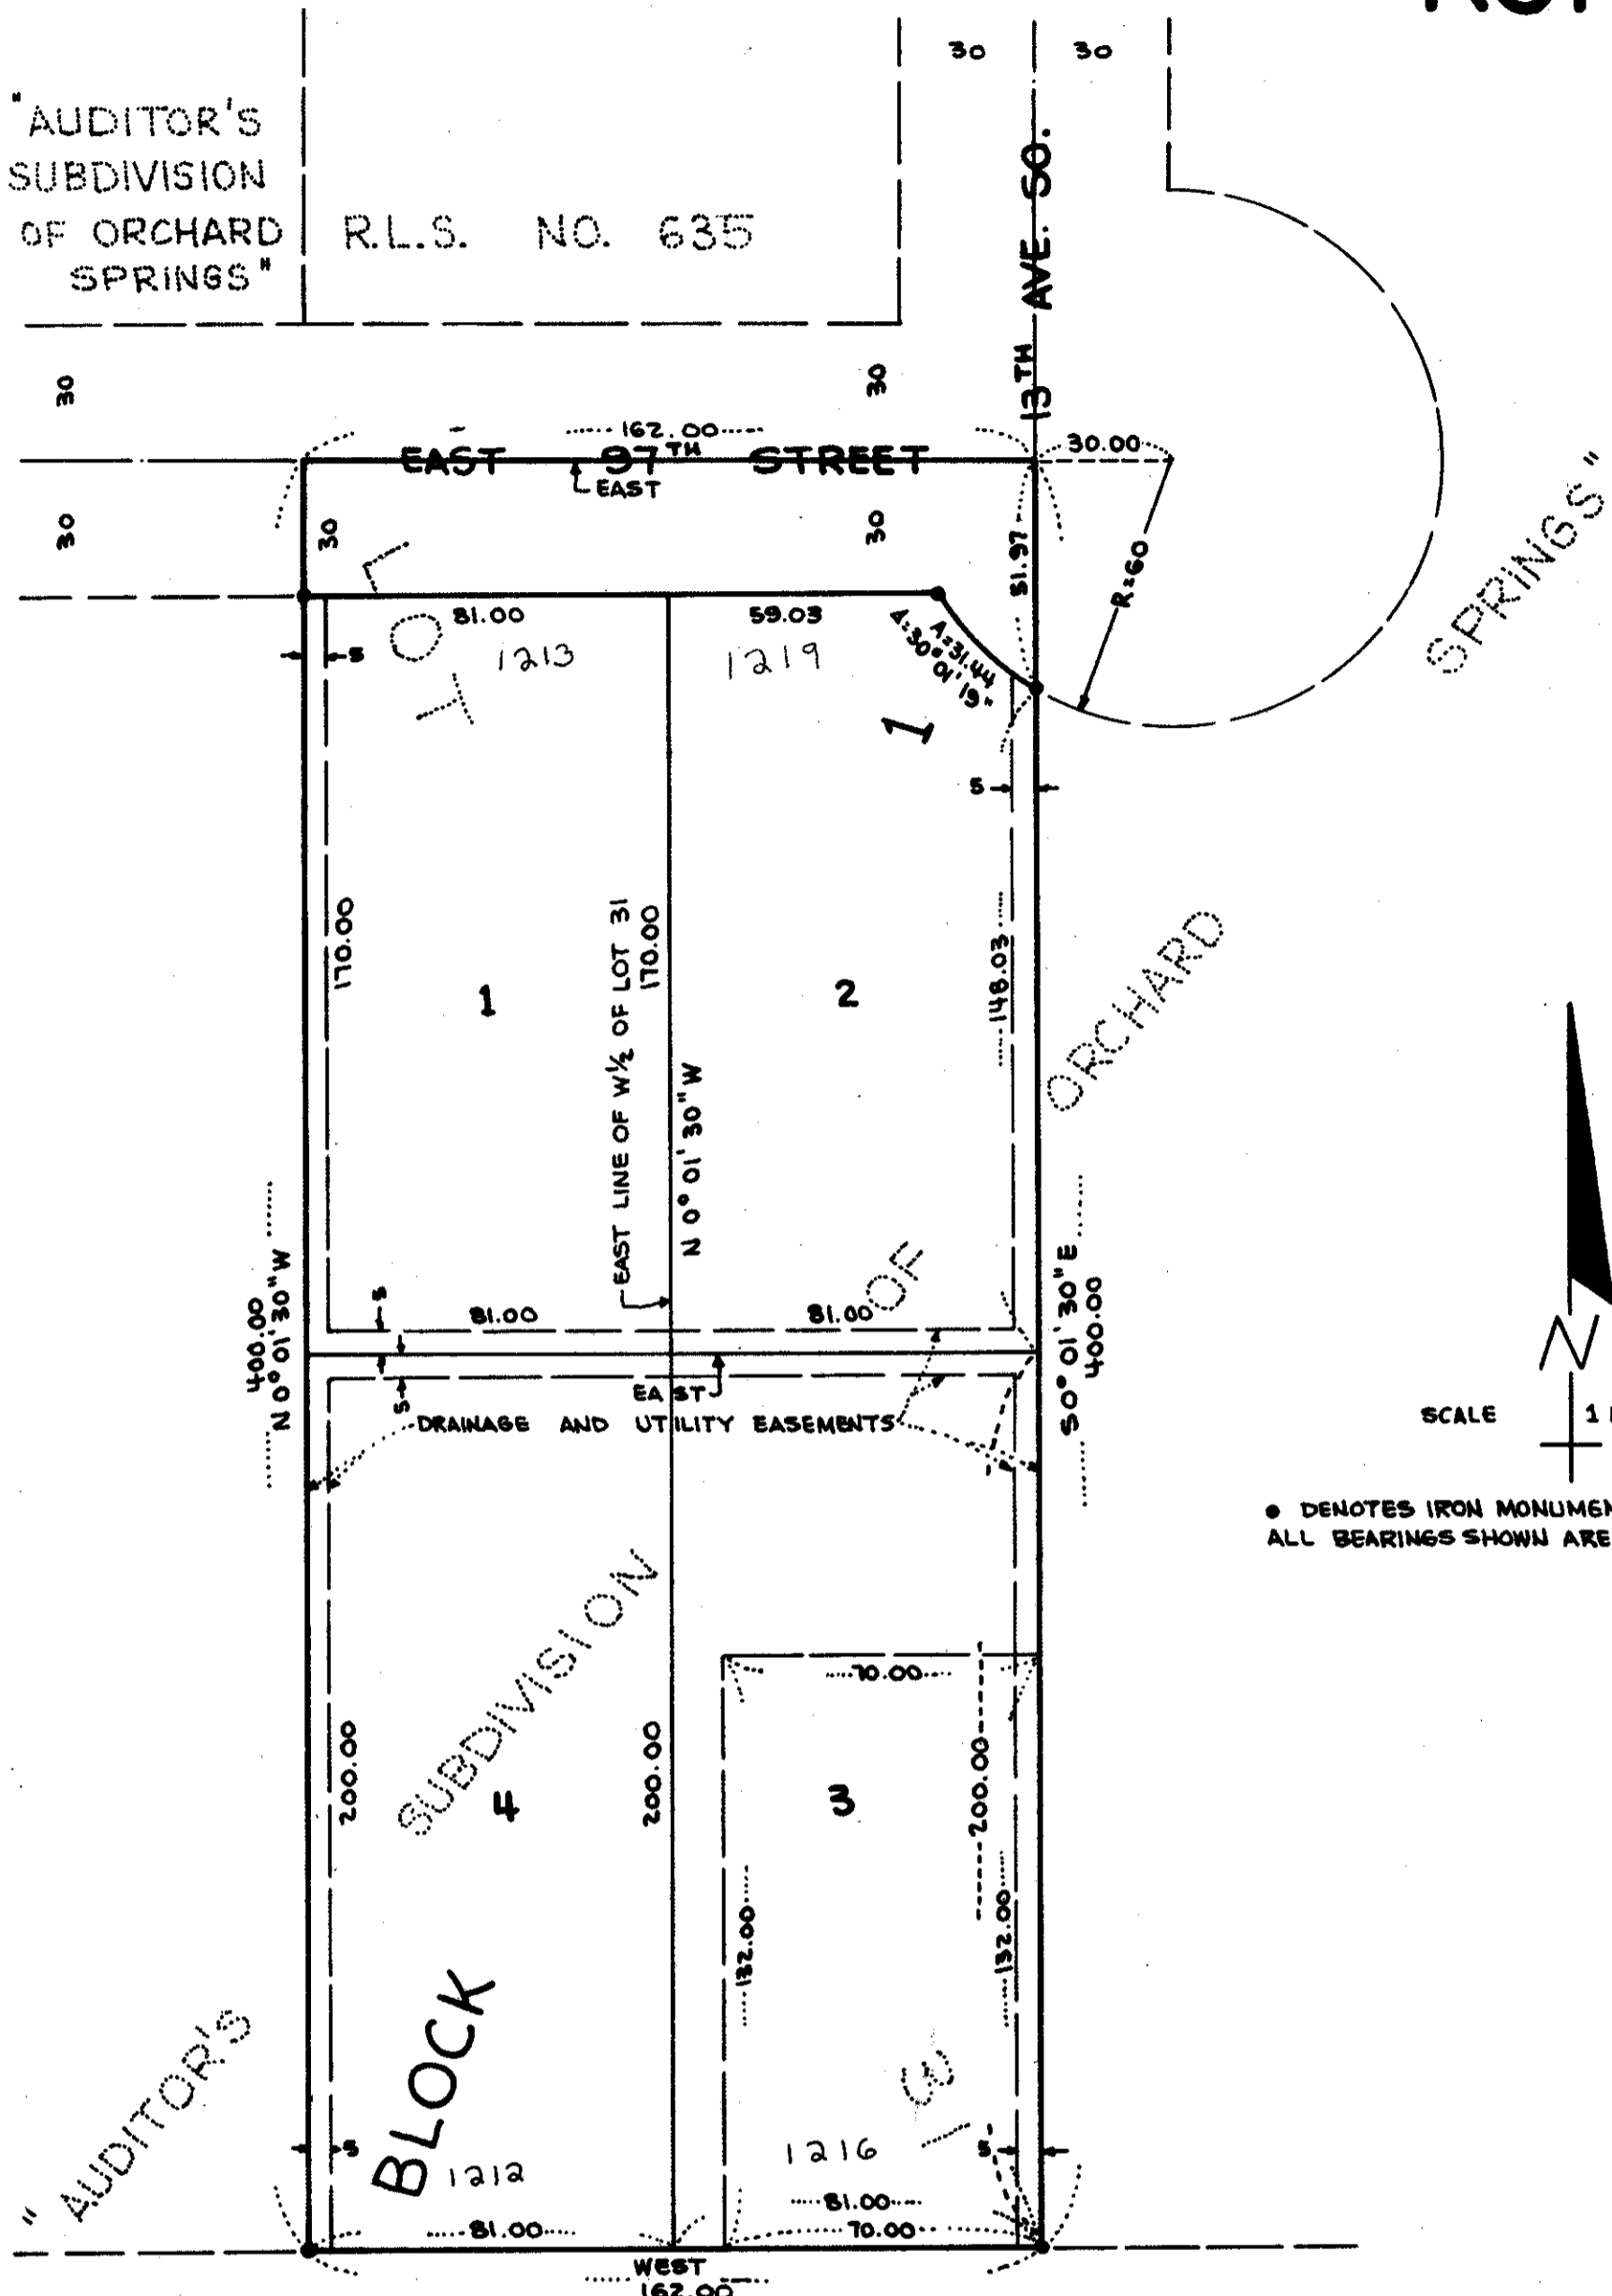 30 30
"AUDITOR'S
SUBDIVISION
OF ORCHARD
SPRINGS"
R.L.S. NO. 635
13TH AVE. SO.
30 30
162.00
EAST 97TH STREET
EAST
30.00
30 30 30
51.97
R=60
SPRINGS"
LOT
81.00 59.03
1213 1219
A=31.44
Δ=30°01'19"
1
5
5
170.00
EAST LINE OF W½ OF LOT 31
170.00
N 0° 01' 30" W
148.03
1 2
ORCHARD
OF
400.00
N 0° 01' 30" W
S 0° 01' 30" E
400.00
5
81.00 81.00
5
EAST
DRAINAGE AND UTILITY EASEMENTS
N
SCALE 1
● DENOTES IRON MONUMEN
ALL BEARINGS SHOWN ARE
SUBDIVISION
70.00
200.00 200.00 200.00
4 3
132.00 132.00
"AUDITOR'S
BLOCK
31
5 5
1212 1216
81.00 81.00
70.00
WEST
162.00